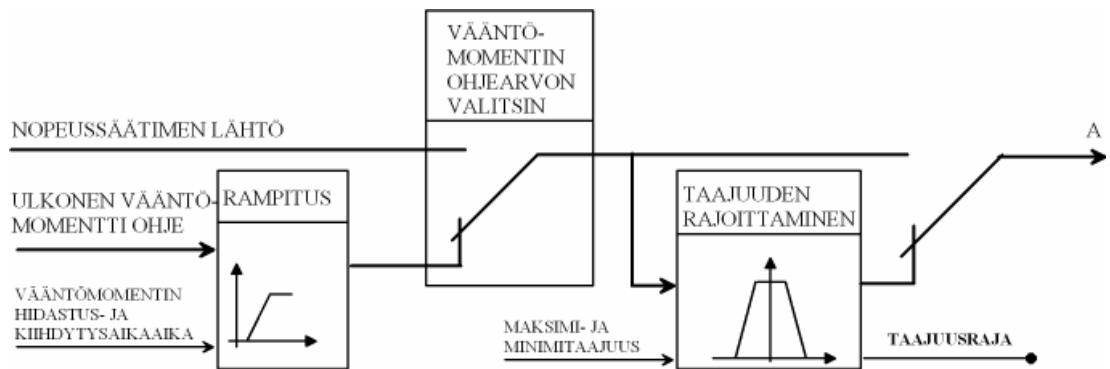 VÄÄNTÖ-
MOMENTIN
OHJEARVON
VALITSIN
NOPEUSSÄÄTIMEN LÄHTÖ
A
ULKONEN VÄÄNTÖ-
MOMENTTI OHJE
RAMPITUS
TAAJUUDEN
RAJOITTAMINEN
VÄÄNTÖMOMENTIN
HIDASTUS- JA
KIIHDYTYSAIKAAIKA
MAKSIMI- JA
MINIMITAAJUUS
TAAJUUSRAJA